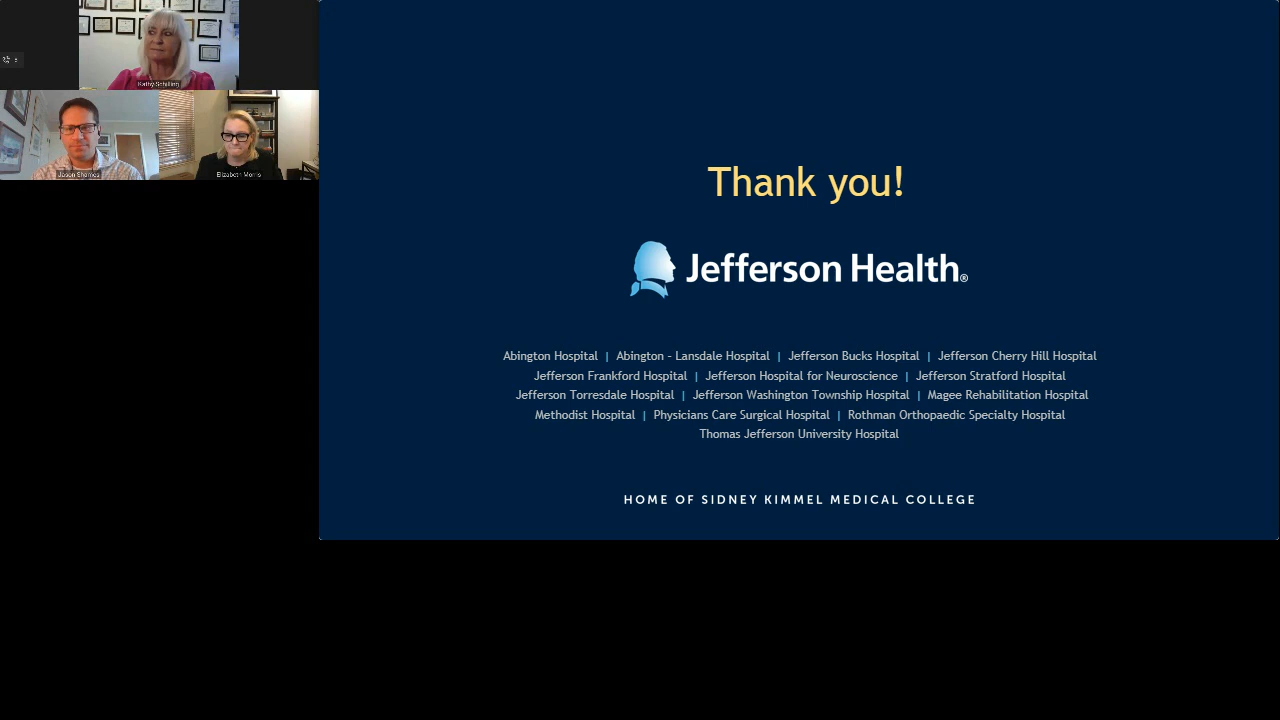 Kathy Schilling
Jason Shames
Elizabeth Morris
Thank you!
Jefferson Health®
Abington Hospital | Abington – Lansdale Hospital | Jefferson Bucks Hospital | Jefferson Cherry Hill Hospital
Jefferson Frankford Hospital | Jefferson Hospital for Neuroscience | Jefferson Stratford Hospital
Jefferson Torresdale Hospital | Jefferson Washington Township Hospital | Magee Rehabilitation Hospital
Methodist Hospital | Physicians Care Surgical Hospital | Rothman Orthopaedic Specialty Hospital
Thomas Jefferson University Hospital
HOME OF SIDNEY KIMMEL MEDICAL COLLEGE